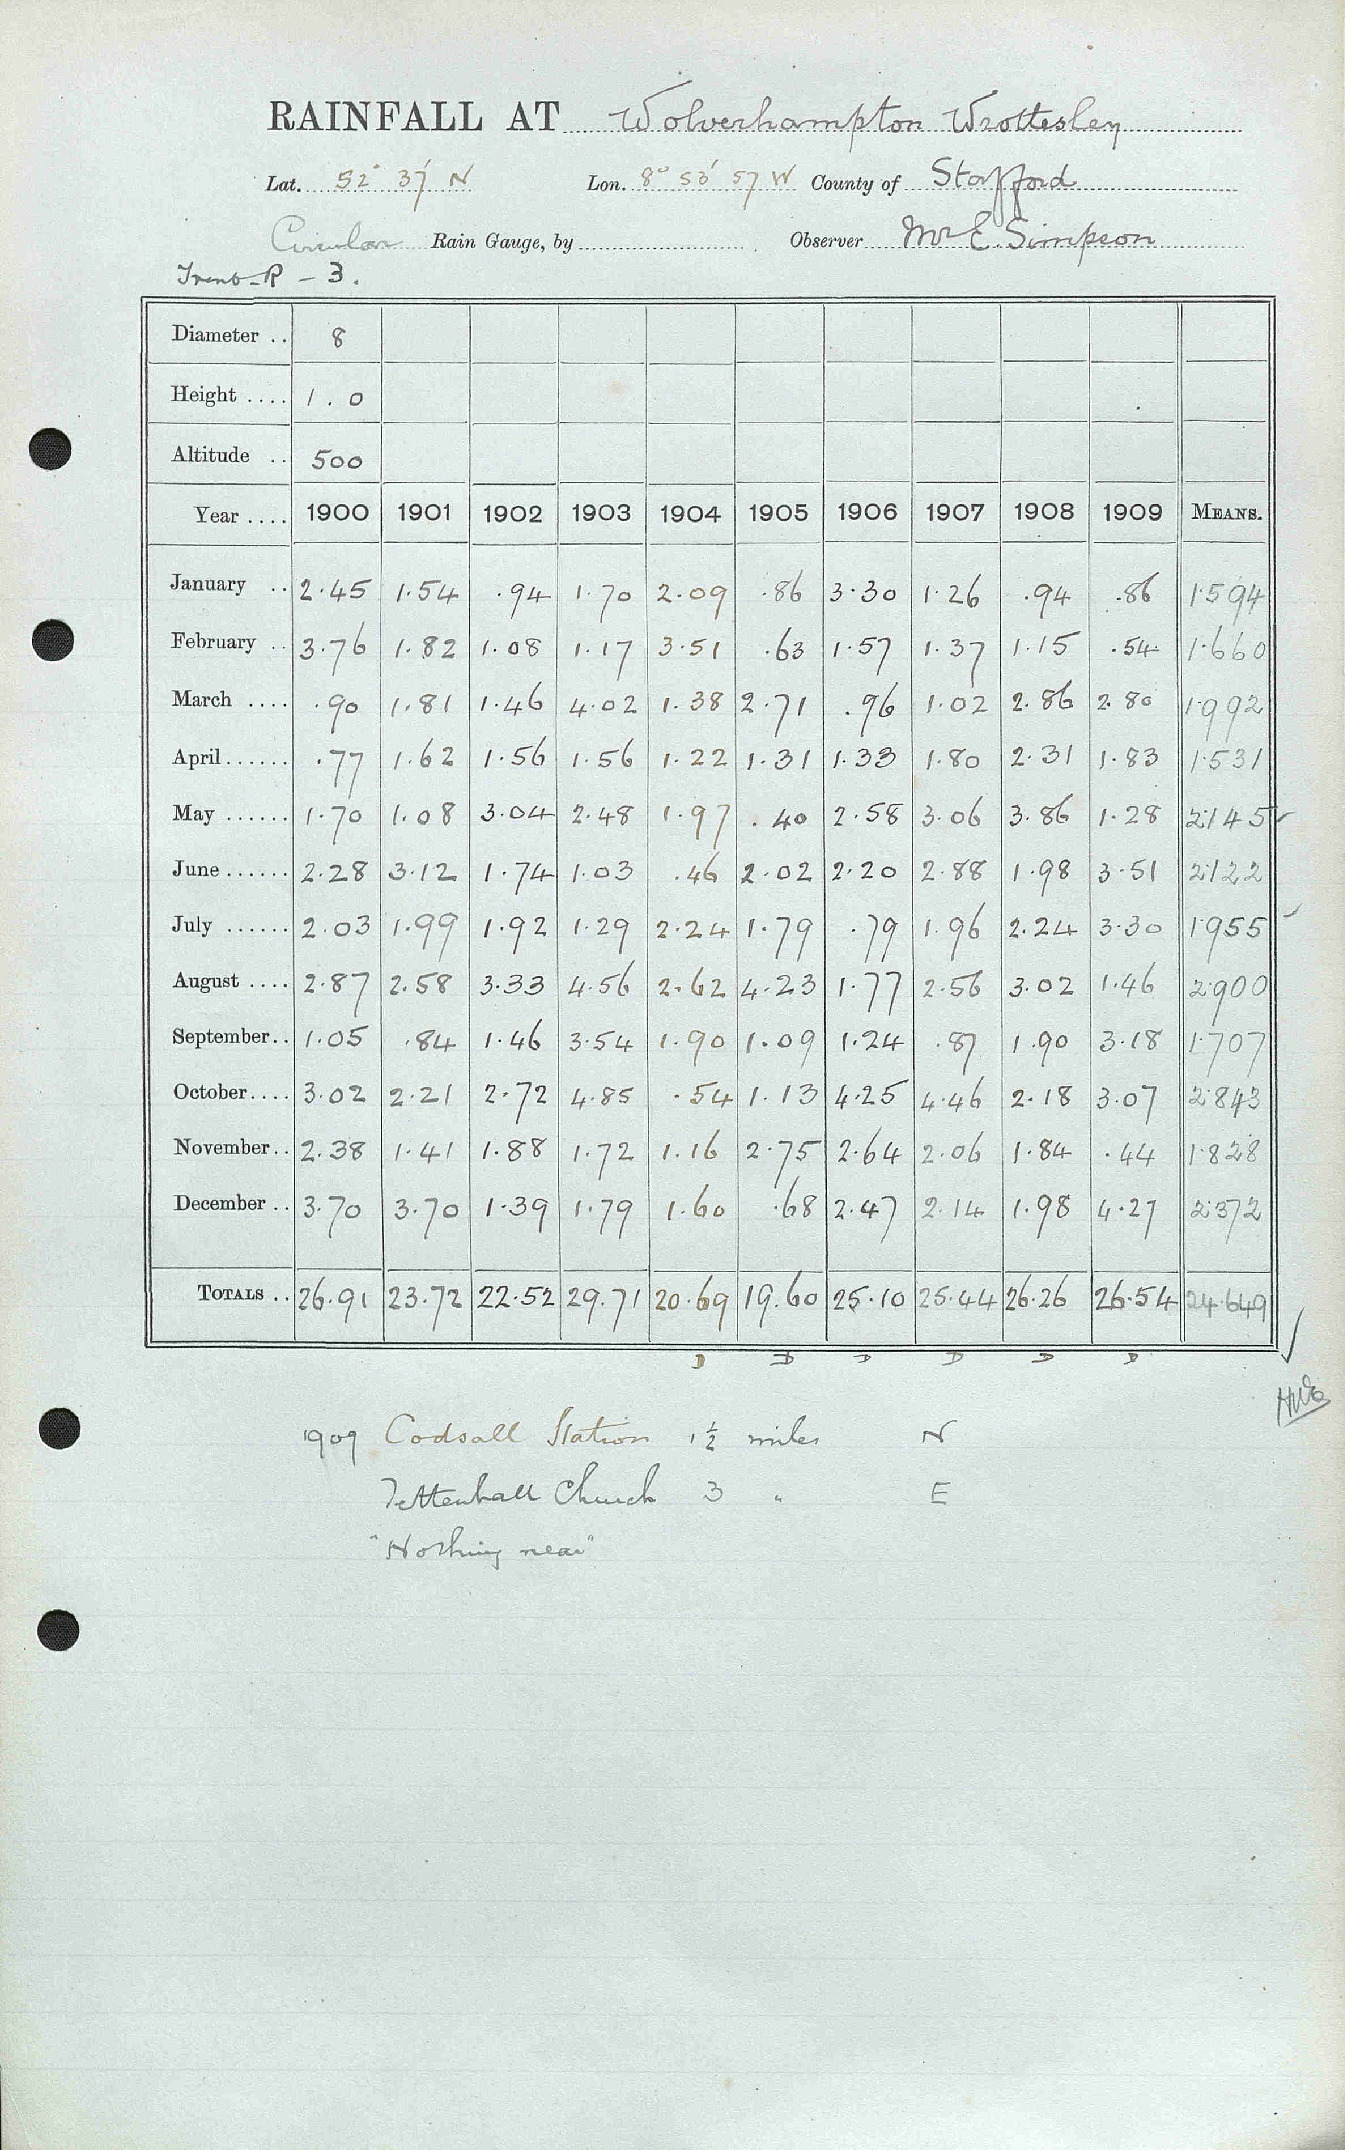 RAINFALL AT Wolverhampton Wrottesley
Lat. 52° 37' N Lon. 8° 53' 57 W County of Stafford
Circular Rain Gauge, by Observer Mr E. Simpson
Trent-R - 3.
Diameter .. 8
Height .... 1.0
Altitude .. 500
Year .... 1900 1901 1902 1903 1904 1905 1906 1907 1908 1909 MEANS.
January .. 2.45 1.54 .94 1.70 2.09 .86 3.30 1.26 .94 .86 1.594
February .. 3.76 1.82 1.08 1.17 3.51 .63 1.57 1.37 1.15 .54 1.660
March .... .90 1.81 1.46 4.02 1.38 2.71 .96 1.02 2.86 2.80 1.992
April...... .77 1.62 1.56 1.56 1.22 1.31 1.33 1.80 2.31 1.83 1.531
May ...... 1.70 1.08 3.04 2.48 1.97 .40 2.58 3.06 3.86 1.28 2.145
June...... 2.28 3.12 1.74 1.03 .46 2.02 2.20 2.88 1.98 3.51 2.122
July ...... 2.03 1.99 1.92 1.29 2.24 1.79 .79 1.96 2.24 3.30 1.955
August .... 2.87 2.58 3.33 4.56 2.62 4.23 1.77 2.56 3.02 1.46 2.900
September.. 1.05 .84 1.46 3.54 1.90 1.09 1.24 .87 1.90 3.18 1.707
October.... 3.02 2.21 2.72 4.85 .54 1.13 4.25 4.46 2.18 3.07 2.843
November.. 2.38 1.41 1.88 1.72 1.16 2.75 2.64 2.06 1.84 .44 1.828
December .. 3.70 3.70 1.39 1.79 1.60 .68 2.47 2.14 1.98 4.27 2.372
TOTALS .. 26.91 23.72 22.52 29.71 20.69 19.60 25.10 25.44 26.26 26.54 24.649
D D D D D D
1909 Codsall Station 1½ miles N
Tettenhall Church 3 " E
"Nothing near"